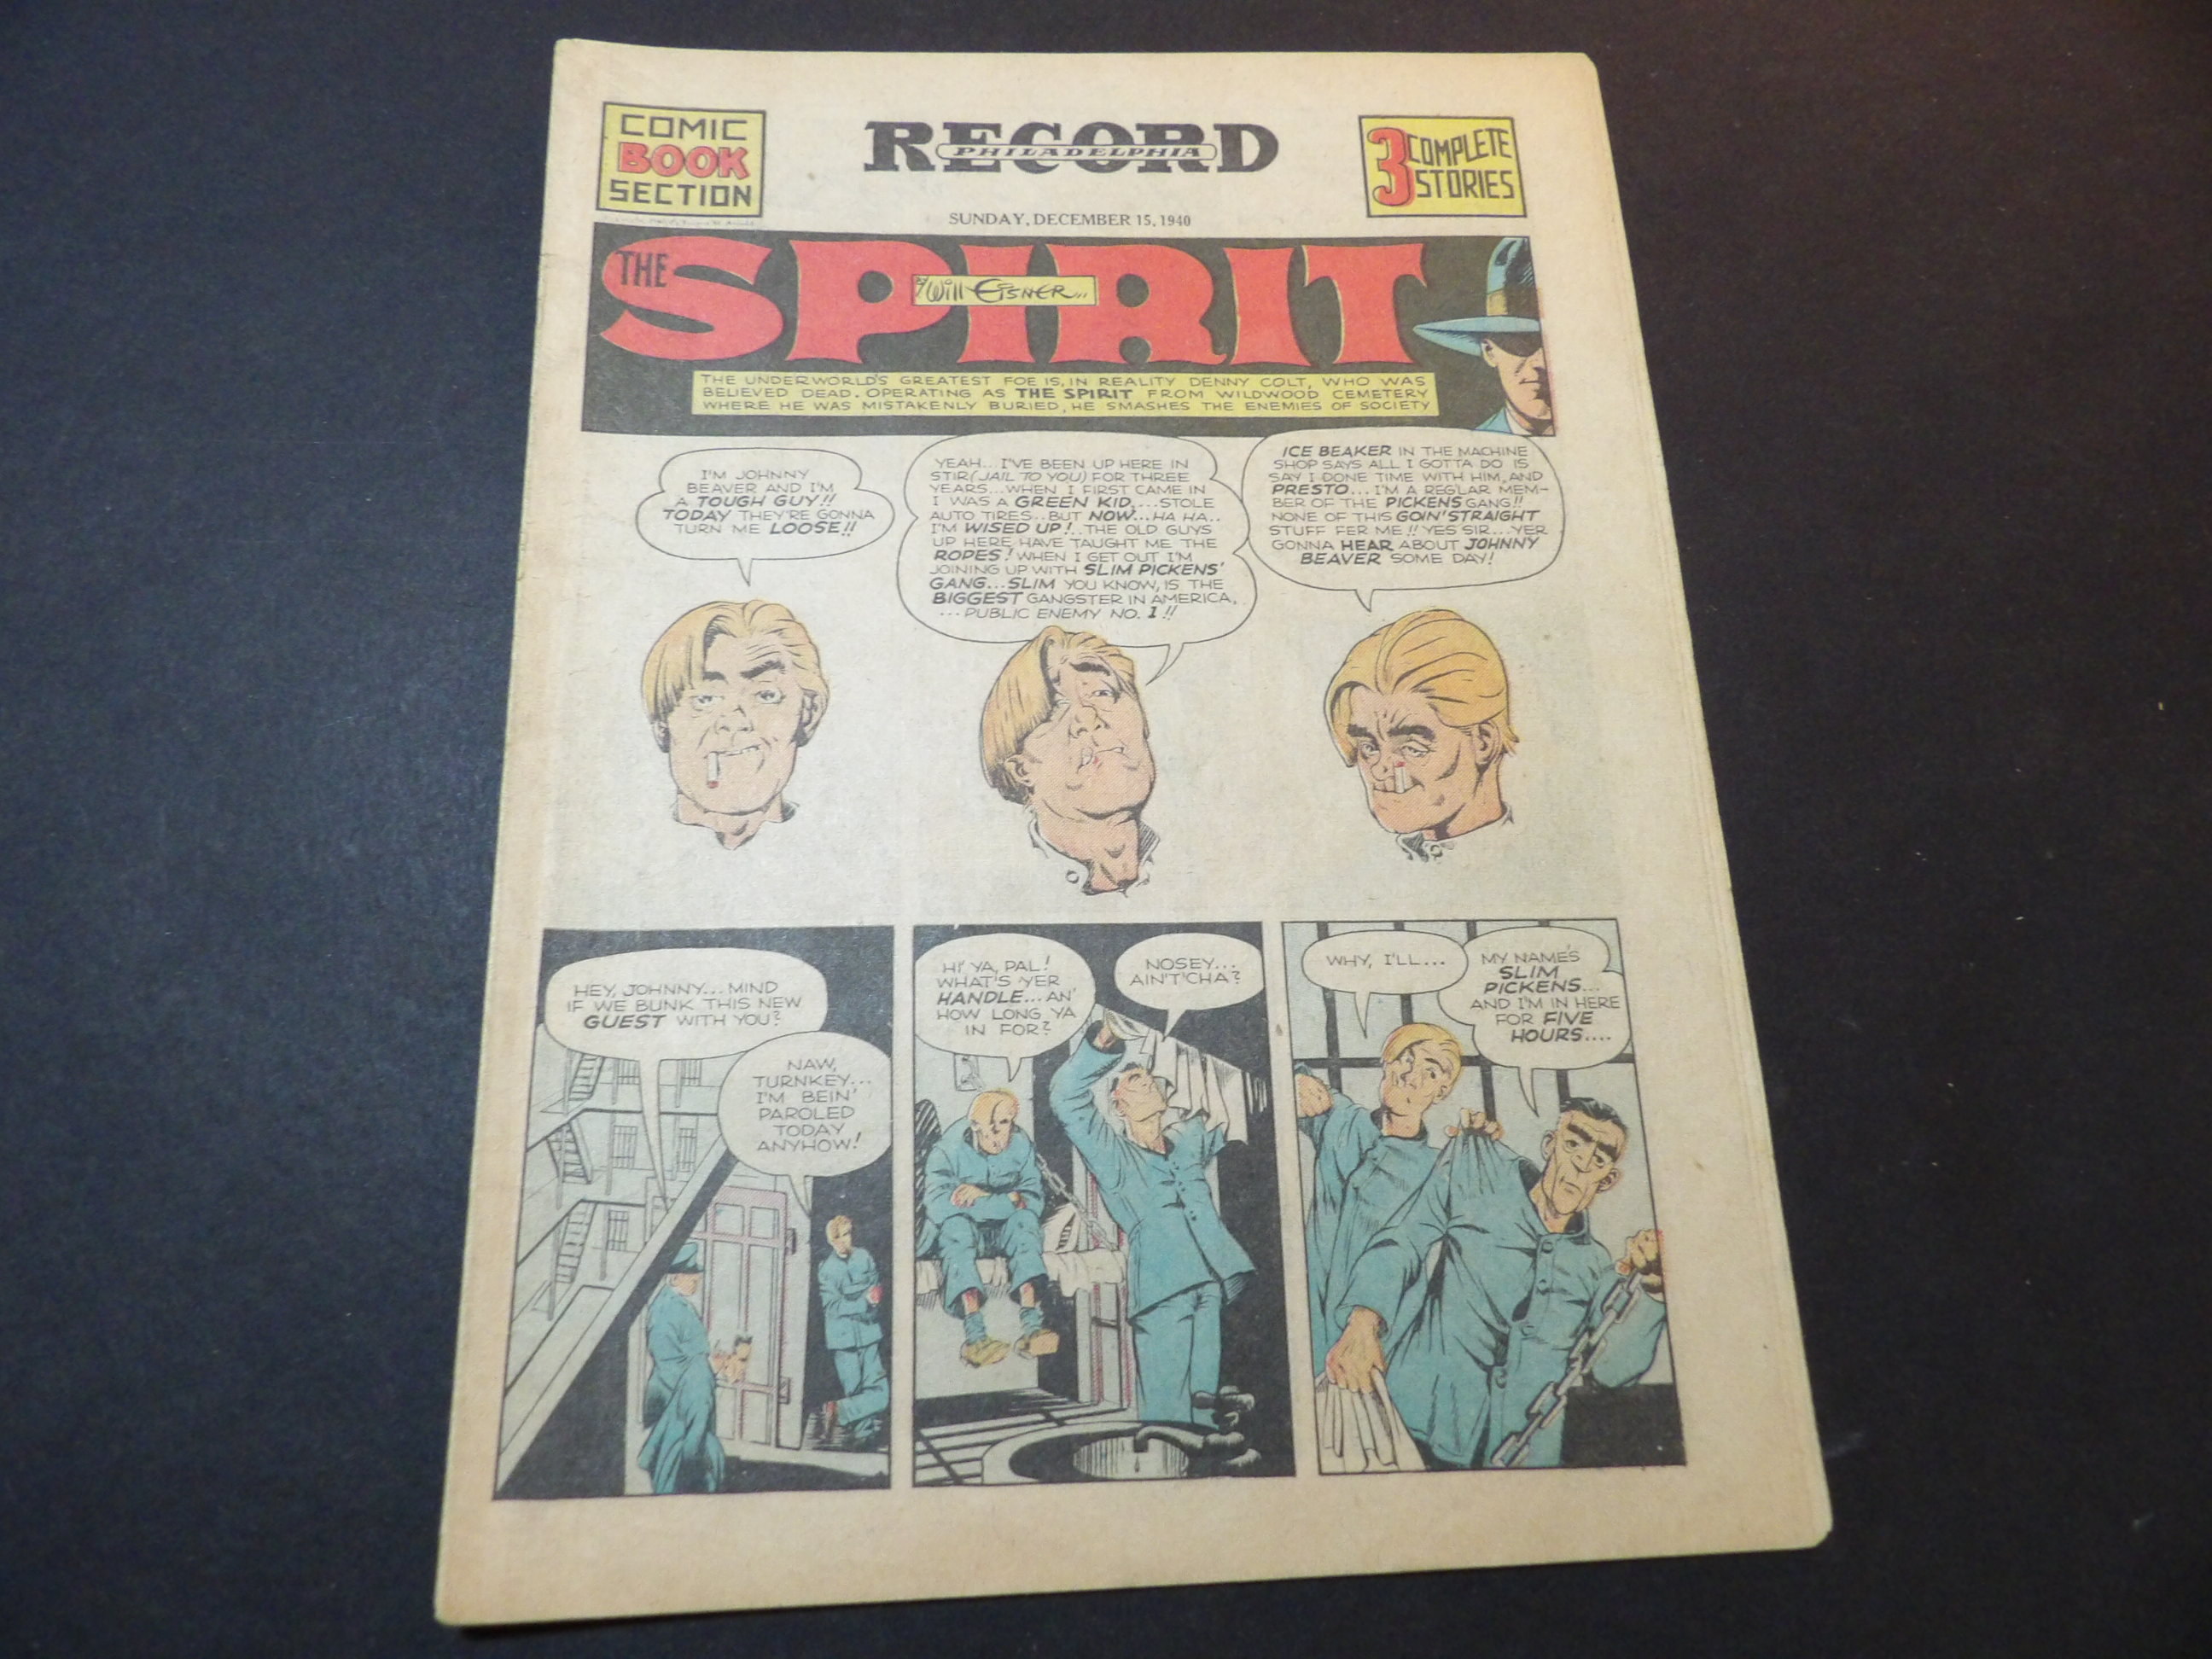 COMIC
BOOK
SECTION
RECORD
PHILADELPHIA
3 COMPLETE
STORIES
SUNDAY, DECEMBER 15, 1940
THE SPIRIT
BY Will EISNER...
THE UNDERWORLD'S GREATEST FOE IS, IN REALITY DENNY COLT, WHO WAS
BELIEVED DEAD. OPERATING AS THE SPIRIT FROM WILDWOOD CEMETERY
WHERE HE WAS MISTAKENLY BURIED, HE SMASHES THE ENEMIES OF SOCIETY
I'M JOHNNY
BEAVER AND I'M
A TOUGH GUY!!
TODAY THEY'RE GONNA
TURN ME LOOSE!!
YEAH... I'VE BEEN UP HERE IN
STIR (JAIL TO YOU) FOR THREE
YEARS...WHEN I FIRST CAME IN
I WAS A GREEN KID....STOLE
AUTO TIRES...BUT NOW...HA HA..
I'M WISED UP!..THE OLD GUYS
UP HERE HAVE TAUGHT ME THE
ROPES! WHEN I GET OUT I'M
JOINING UP WITH SLIM PICKENS'
GANG...SLIM YOU KNOW, IS THE
BIGGEST GANGSTER IN AMERICA,
...PUBLIC ENEMY NO. 1!!
ICE BEAKER IN THE MACHINE
SHOP SAYS ALL I GOTTA DO IS
SAY I DONE TIME WITH HIM, AND
PRESTO... I'M A REG'LAR MEM-
BER OF THE PICKENS GANG!!
NONE OF THIS GOIN' STRAIGHT
STUFF FER ME!! YES SIR....YER
GONNA HEAR ABOUT JOHNNY
BEAVER SOME DAY!
HEY, JOHNNY... MIND
IF WE BUNK THIS NEW
GUEST WITH YOU?
NAW,
TURNKEY...
I'M BEIN'
PAROLED
TODAY
ANYHOW!
HI' YA, PAL!
WHAT'S YER
HANDLE... AN'
HOW LONG YA
IN FOR?
NOSEY...
AIN'T'CHA?
WHY, I'LL...
MY NAME'S
SLIM
PICKENS...
AND I'M IN HERE
FOR FIVE
HOURS....